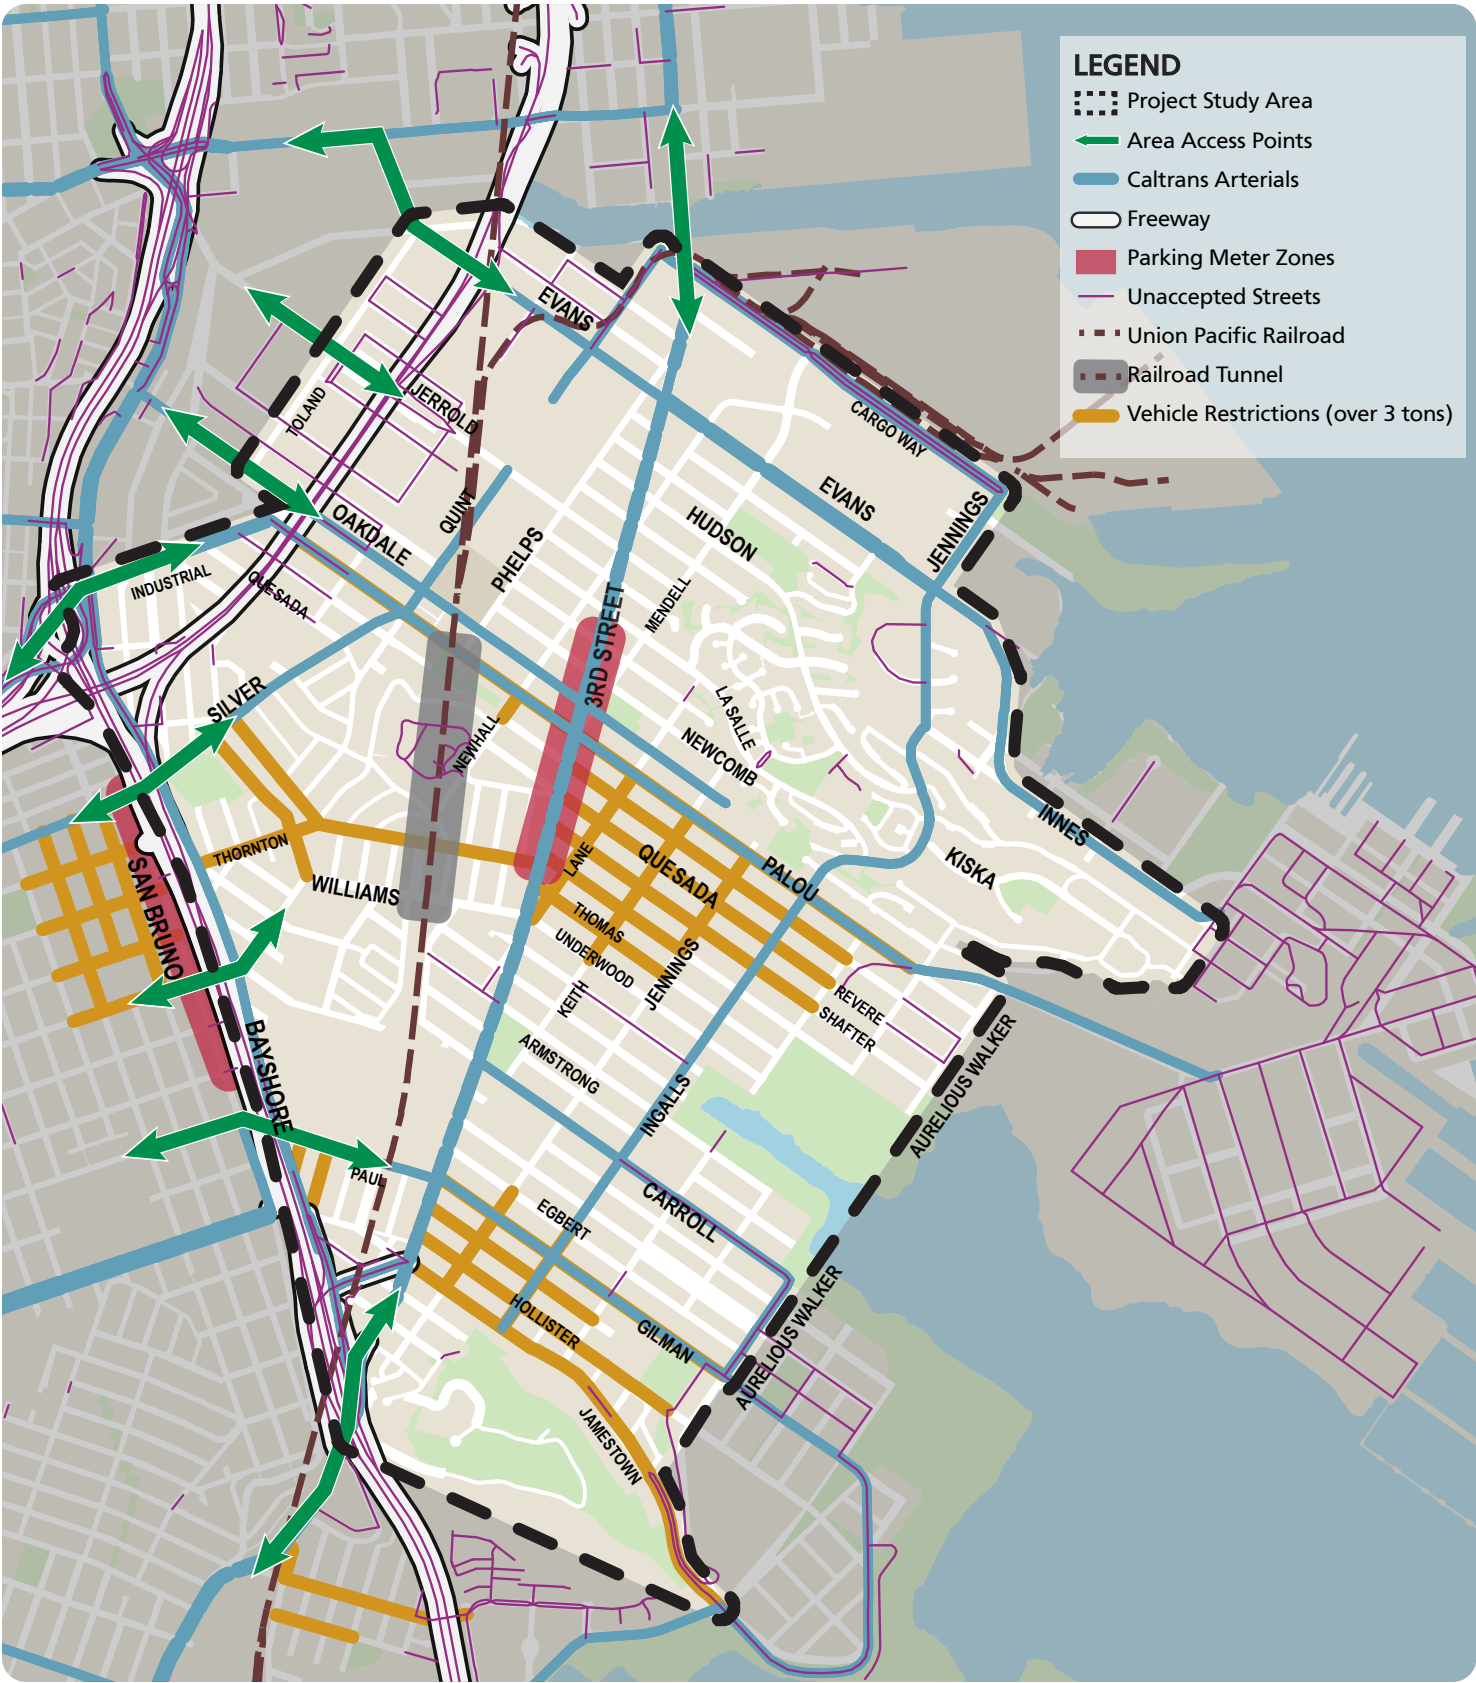 LEGEND
Project Study Area
Area Access Points
Caltrans Arterials
Freeway
Parking Meter Zones
Unaccepted Streets
Union Pacific Railroad
Railroad Tunnel
Vehicle Restrictions (over 3 tons)
EVANS
JERROLD
TOLAND
CARGO WAY
QUINT
EVANS
JENNINGS
HUDSON
OAKDALE
PHELPS
INDUSTRIAL
QUESADA
MENDELL
3RD STREET
SILVER
LA SALLE
NEWHALL
NEWCOMB
INNES
THORNTON
LANE
QUESADA
PALOU
KISKA
WILLIAMS
SAN BRUNO
THOMAS
UNDERWOOD
JENNINGS
KEITH
REVERE
SHAFTER
BAYSHORE
ARMSTRONG
AURELIOUS WALKER
INGALLS
PAUL
CARROLL
EGBERT
HOLLISTER
GILMAN
AURELIOUS WALKER
JAMESTOWN